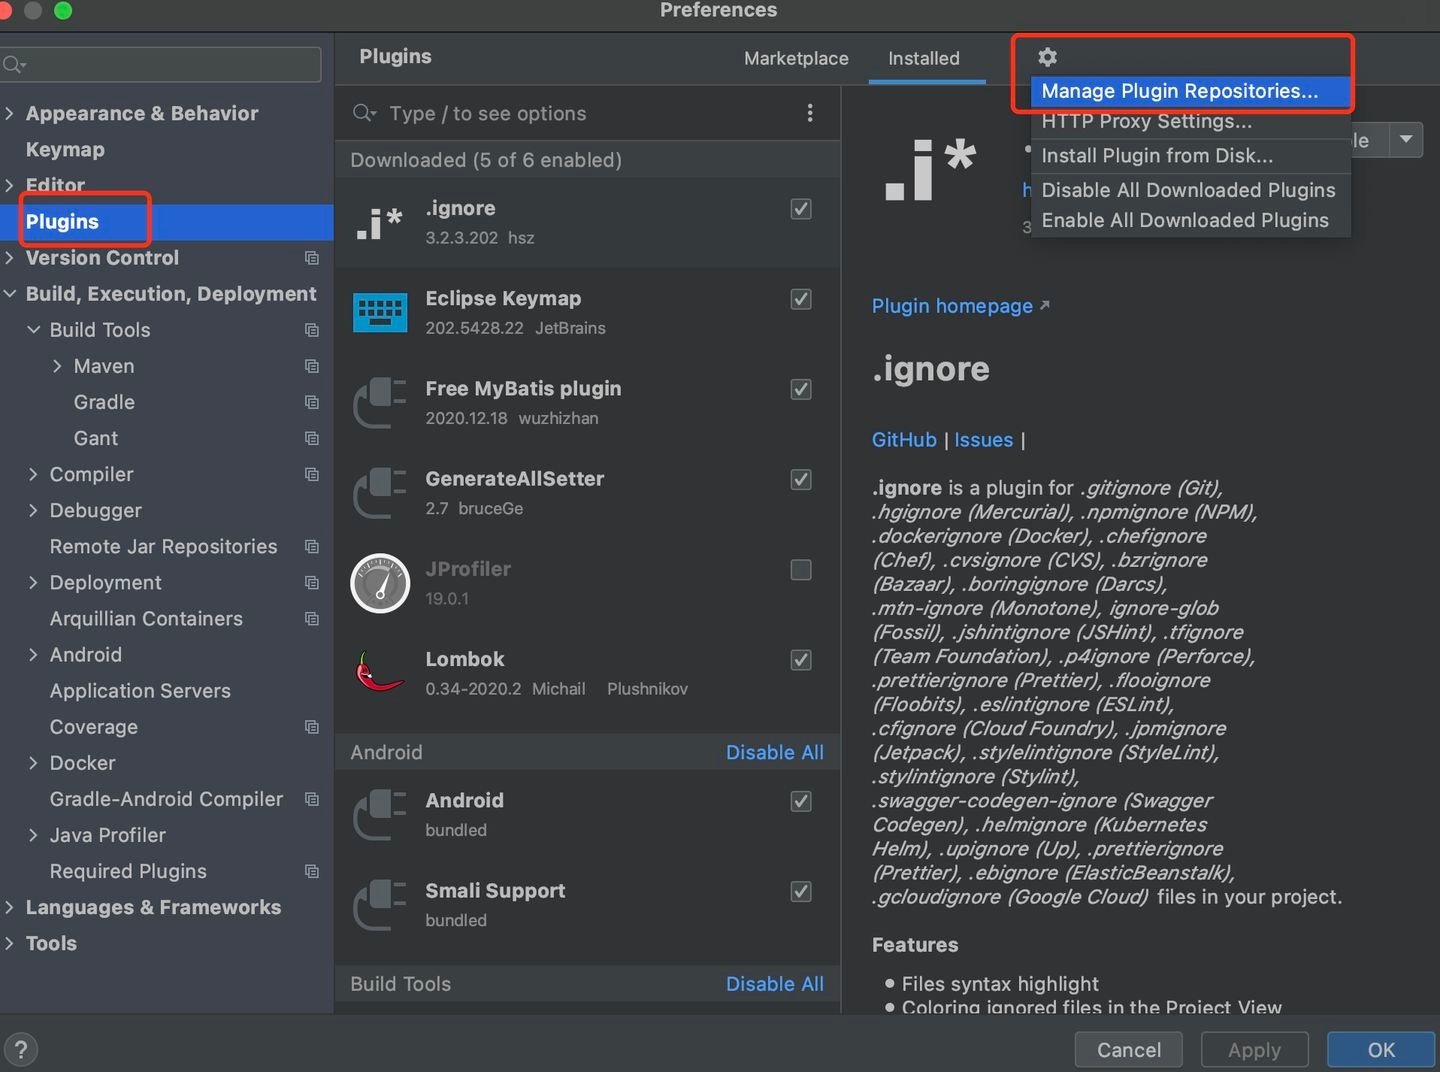 Preferences
Appearance & Behavior
Keymap
Editor
Plugins
Version Control
Build, Execution, Deployment
Build Tools
Maven
Gradle
Gant
Compiler
Debugger
Remote Jar Repositories
Deployment
Arquillian Containers
Android
Application Servers
Coverage
Docker
Gradle-Android Compiler
Java Profiler
Required Plugins
Languages & Frameworks
Tools
?
Plugins
Marketplace
Installed
Type / to see options
Downloaded (5 of 6 enabled)
.i*
.ignore
3.2.3.202 hsz
Eclipse Keymap
202.5428.22 JetBrains
Free MyBatis plugin
2020.12.18 wuzhizhan
GenerateAllSetter
2.7 bruceGe
JProfiler
19.0.1
Lombok
0.34-2020.2 Michail Plushnikov
Android Disable All
Android
bundled
Smali Support
bundled
Build Tools Disable All
Manage Plugin Repositories...
HTTP Proxy Settings...
Install Plugin from Disk...
Disable All Downloaded Plugins
Enable All Downloaded Plugins
.i*
Plugin homepage ↗
.ignore
GitHub | Issues |
.ignore is a plugin for .gitignore (Git),
.hgignore (Mercurial), .npmignore (NPM),
.dockerignore (Docker), .chefignore
(Chef), .cvsignore (CVS), .bzrignore
(Bazaar), .boringignore (Darcs),
.mtn-ignore (Monotone), ignore-glob
(Fossil), .jshintignore (JSHint), .tfignore
(Team Foundation), .p4ignore (Perforce),
.prettierignore (Pretier), .flooignore
(Floobits), .eslintignore (ESLint),
.cfignore (Cloud Foundry), .jpmignore
(Jetpack), .stylelintignore (StyleLint),
.stylintignore (Stylint),
.swagger-codegen-ignore (Swagger
Codegen), .helmignore (Kubernetes
Helm), .upignore (Up), .prettierignore
(Prettier), .ebignore (ElasticBeanstalk),
.gcloudignore (Google Cloud) files in your project.
Features
• Files syntax highlight
• Coloring ignored files in the Project View
Cancel
Apply
OK